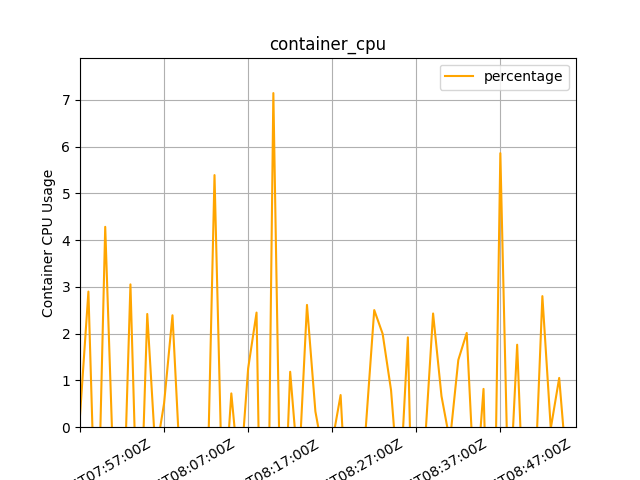 container_cpu
percentage
Container CPU Usage
7
6
5
4
3
2
1
0
T07:57:00Z
T08:07:00Z
T08:17:00Z
T08:27:00Z
T08:37:00Z
T08:47:00Z